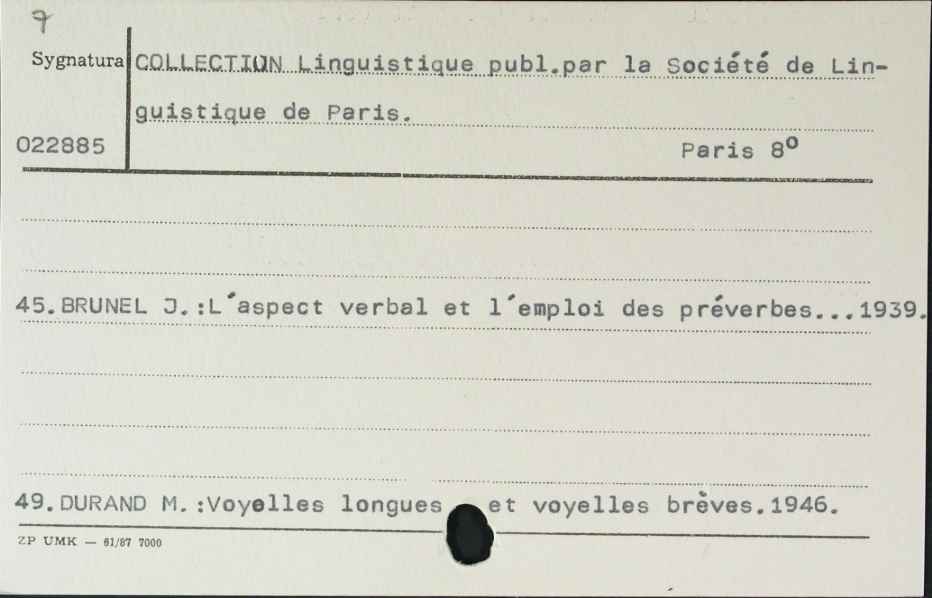 7
Sygnatura COLLECTION Linguistique publ.par la Société de Lin-
guistique de Paris.
022885 Paris 8º
45.BRUNEL J.:L´aspect verbal et l´emploi des préverbes...1939.
49.DURAND M.:Voyelles longues et voyelles brèves.1946.
ZP UMK — 61/87 7000